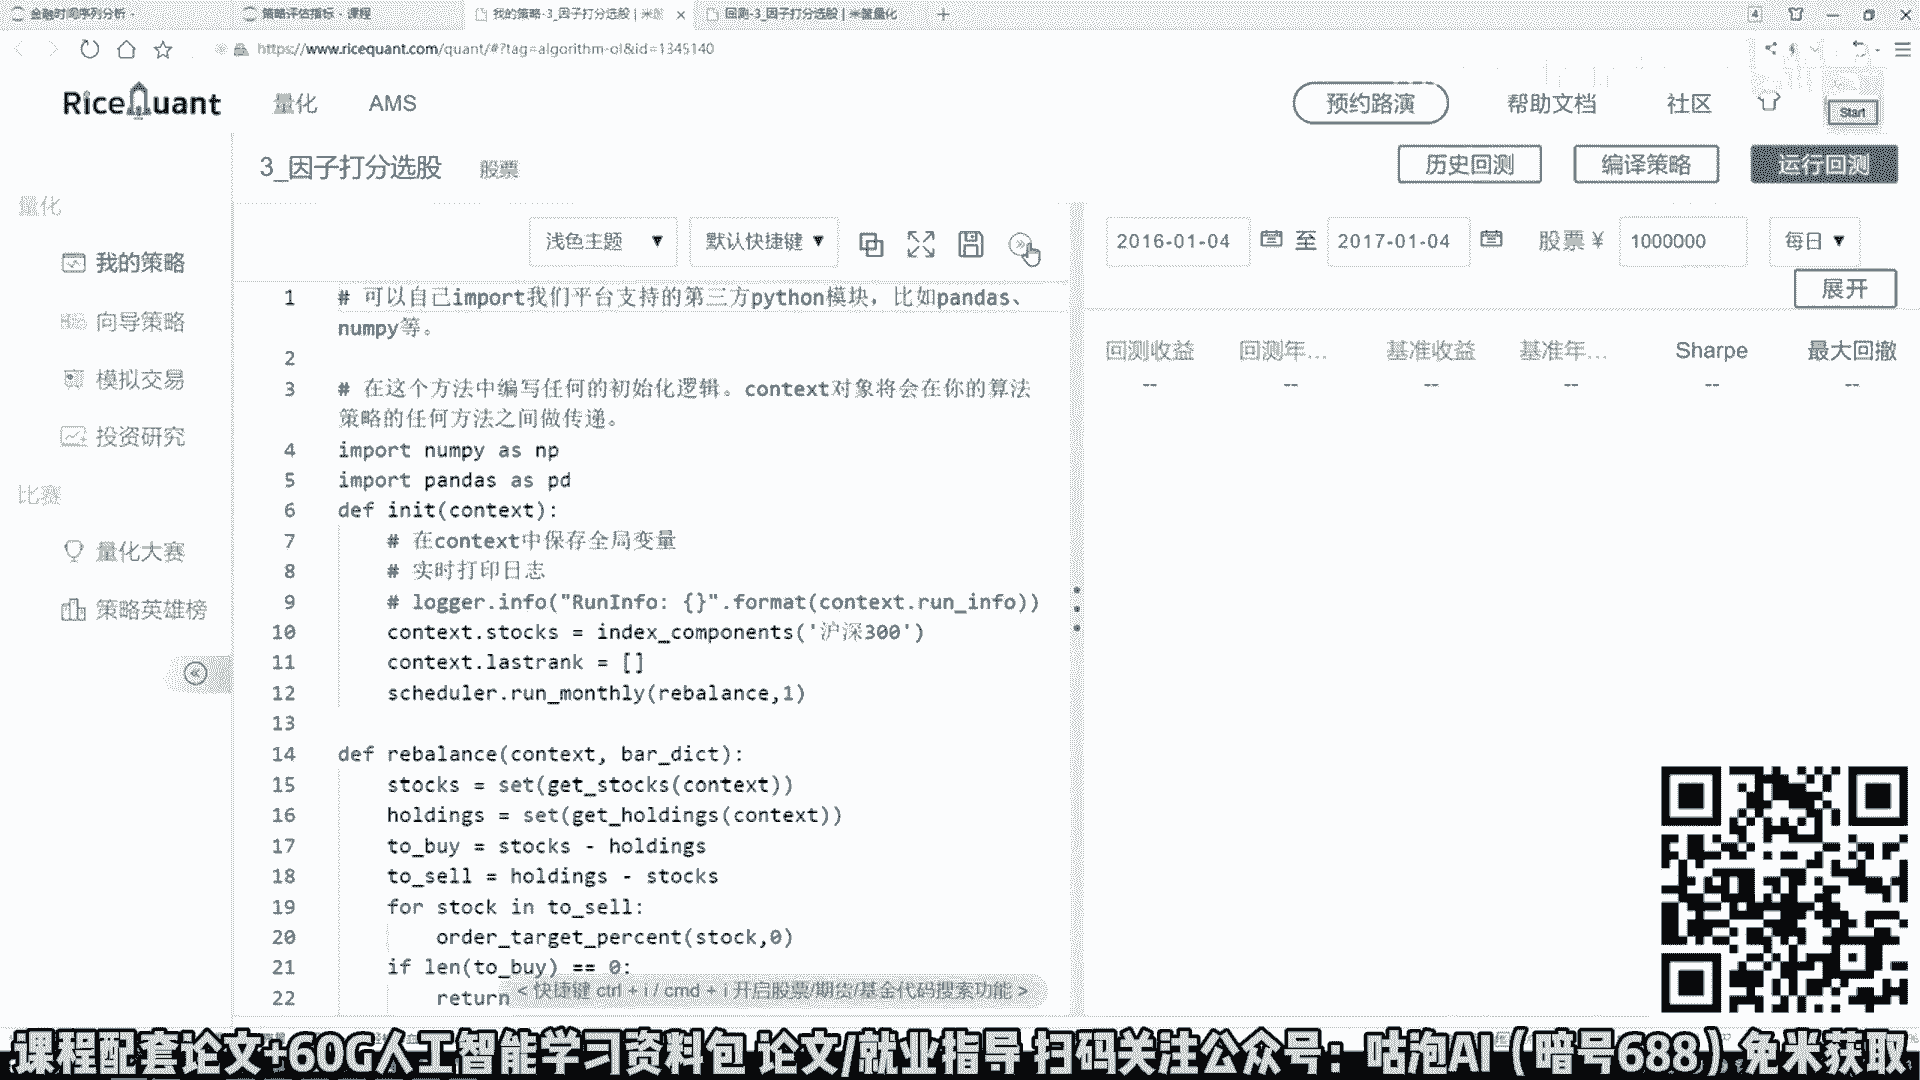 金融时间序列分析 -
策略评估指标 - 课程
我的策略-3_因子打分选股 | 米筐
回测-3_因子打分选股 | 米筐量化
4
https://www.ricequant.com/quant/#?tag=algorithm-ol&id=1345140
RiceQuant
量化
AMS
预约路演
帮助文档
社区
Start
3_因子打分选股
股票
历史回测
编译策略
运行回测
量化
我的策略
向导策略
模拟交易
投资研究
比赛
量化大赛
策略英雄榜
浅色主题
默认快捷键
2016-01-04 至 2017-01-04 股票 ¥ 1000000 每日
展开
回测收益 回测年... 基准收益 基准年... Sharpe 最大回撤
-- -- -- -- -- --
1 # 可以自己import我们平台支持的第三方python模块，比如pandas、
numpy等。
2
3 # 在这个方法中编写任何的初始化逻辑。context对象将会在你的算法
策略的任何方法之间做传递。
4 import numpy as np
5 import pandas as pd
6 def init(context):
7 # 在context中保存全局变量
8 # 实时打印日志
9 # logger.info("RunInfo: {}".format(context.run_info))
10 context.stocks = index_components('沪深300')
11 context.lastrank = []
12 scheduler.run_monthly(rebalance,1)
13
14 def rebalance(context, bar_dict):
15 stocks = set(get_stocks(context))
16 holdings = set(get_holdings(context))
17 to_buy = stocks - holdings
18 to_sell = holdings - stocks
19 for stock in to_sell:
20 order_target_percent(stock,0)
21 if len(to_buy) == 0:
22 return
< 快捷键 ctrl + i / cmd + i 开启股票/期货/基金代码搜索功能 >
课程配套论文+60G人工智能学习资料包 论文/就业指导 扫码关注公众号：咕泡AI（暗号688）免米获取